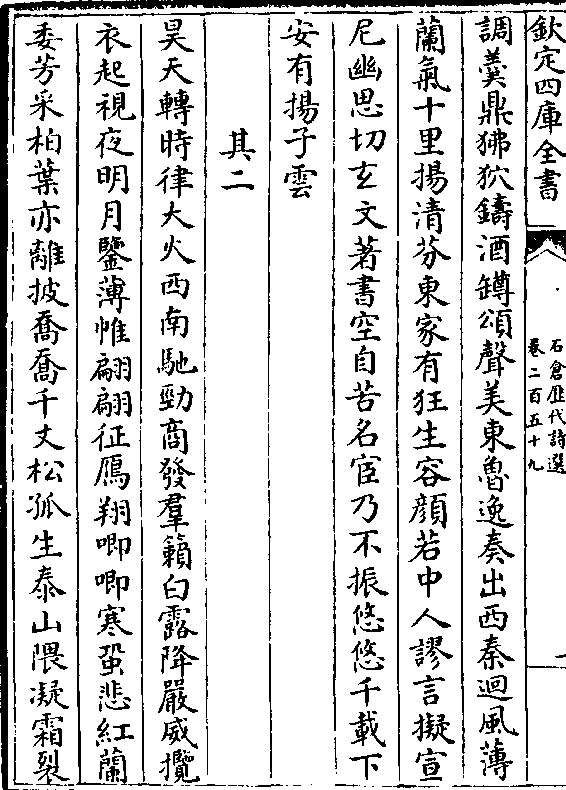 欽定四庫全書
石倉歷代詩選
卷二百五十九
一
調羹鼎狒狖鑄酒罇頌聲美東魯逸奏出西秦迴風薄
蘭氣十里揚清芬東家有狂生容顔若中人謬言擬宣
尼幽思切玄文著書空自苦名宦乃不振悠悠千載下
安有揚子雲
其二
昊天轉時律大火西南馳勁商發羣籟白露降嚴威攬
衣起視夜明月鑒薄帷翩翩征鴈翔唧唧寒蛩悲紅蘭
委芳采柏葉亦離披喬喬千丈松孤生泰山隈凝霜裂